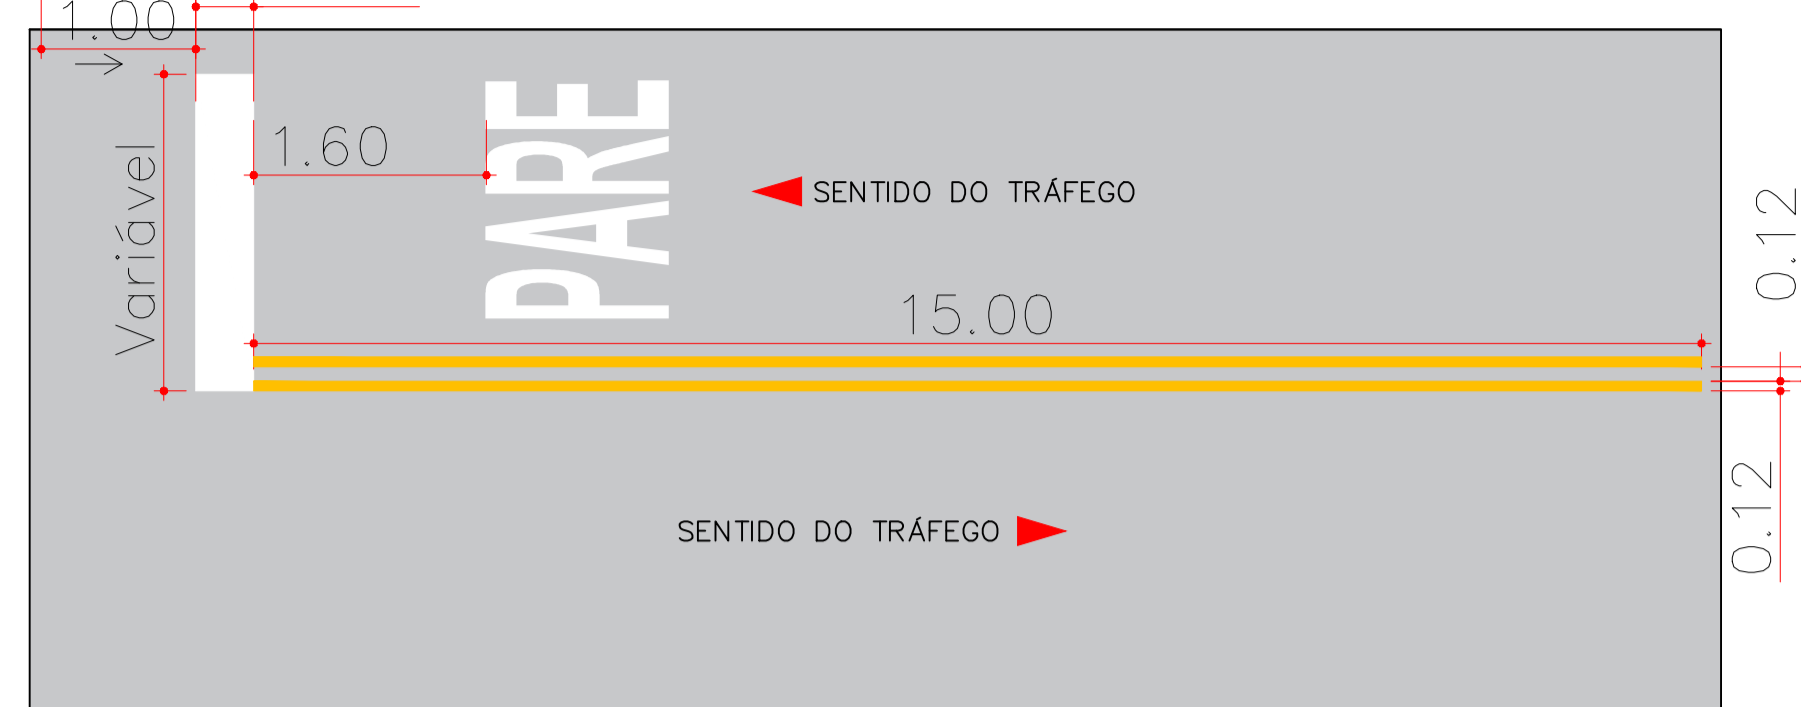 1.00
Variável
1.60
PARE
SENTIDO DO TRÁFEGO
15.00
0.12
SENTIDO DO TRÁFEGO
0.12